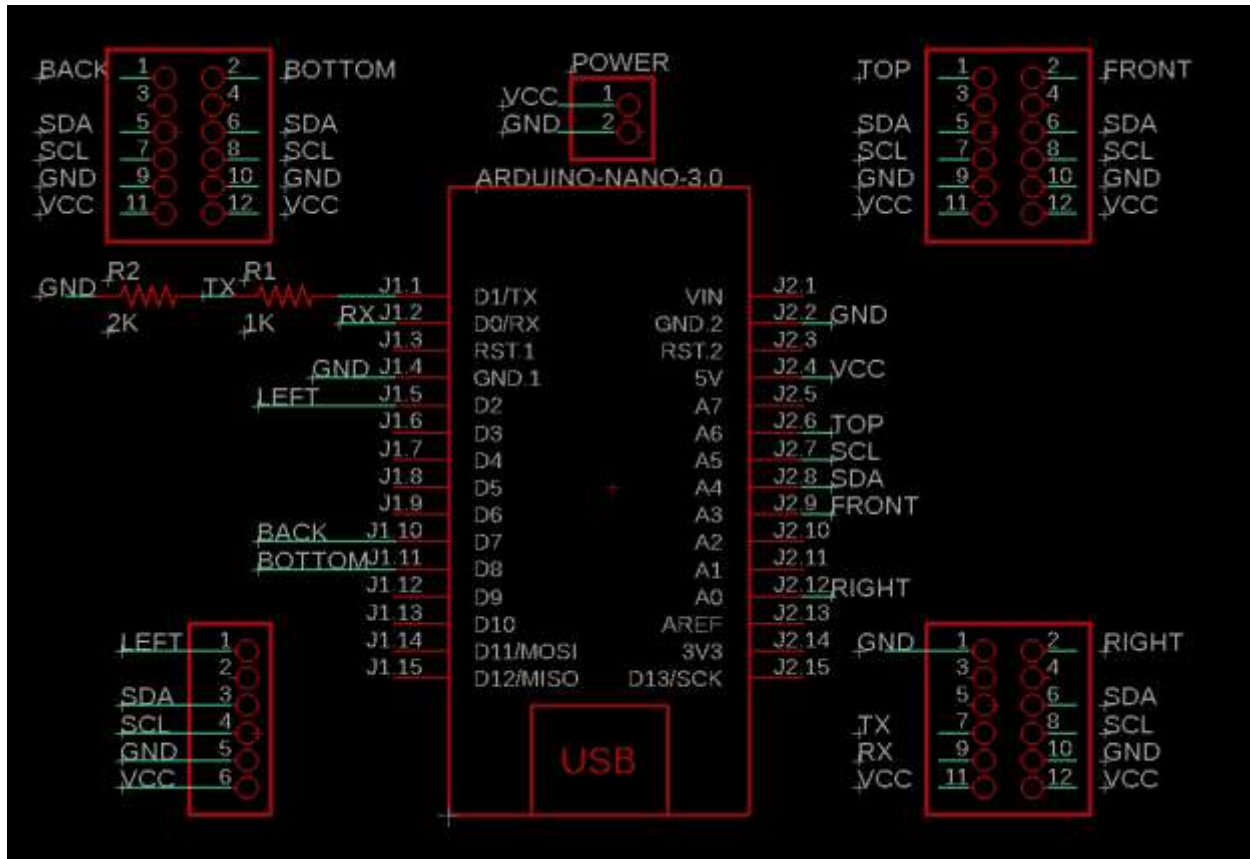 BACK 1 2 BOTTOM
3 4
SDA 5 6 SDA
SCL 7 8 SCL
GND 9 10 GND
VCC 11 12 VCC
POWER
VCC 1
GND 2
TOP 1 2 FRONT
3 4
SDA 5 6 SDA
SCL 7 8 SCL
GND 9 10 GND
VCC 11 12 VCC
ARDUINO-NANO-3.0
R2 R1
GND TX
2K 1K
J1.1 D1/TX VIN J2.1
RX J1.2 D0/RX GND.2 J2.2 GND
J1.3 RST.1 RST.2 J2.3
GND J1.4 GND.1 5V J2.4 VCC
LEFT J1.5 D2 A7 J2.5
J1.6 D3 A6 J2.6 TOP
J1.7 D4 A5 J2.7 SCL
J1.8 D5 A4 J2.8 SDA
J1.9 D6 A3 J2.9 FRONT
BACK J1.10 D7 A2 J2.10
BOTTOM J1.11 D8 A1 J2.11
J1.12 D9 A0 J2.12 RIGHT
J1.13 D10 AREF J2.13
J1.14 D11/MOSI 3V3 J2.14
J1.15 D12/MISO D13/SCK J2.15
USB
LEFT 1
2
SDA 3
SCL 4
GND 5
VCC 6
GND 1 2 RIGHT
3 4
5 6 SDA
TX 7 8 SCL
RX 9 10 GND
VCC 11 12 VCC